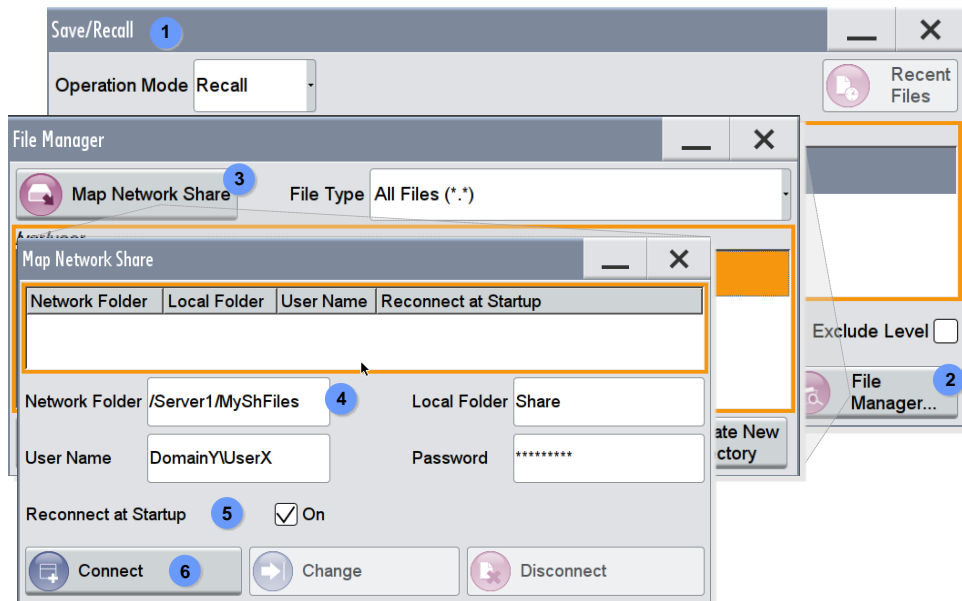 Save/Recall 1
Operation Mode Recall
Recent
Files
File Manager
Map Network Share 3 File Type All Files (*.*)
Map Network Share
Network Folder Local Folder User Name Reconnect at Startup
Exclude Level
Network Folder /Server1/MyShFiles 4 Local Folder Share
File
Manager... 2
User Name DomainY\UserX Password *********
Reconnect at Startup 5 On
Connect 6 Change Disconnect